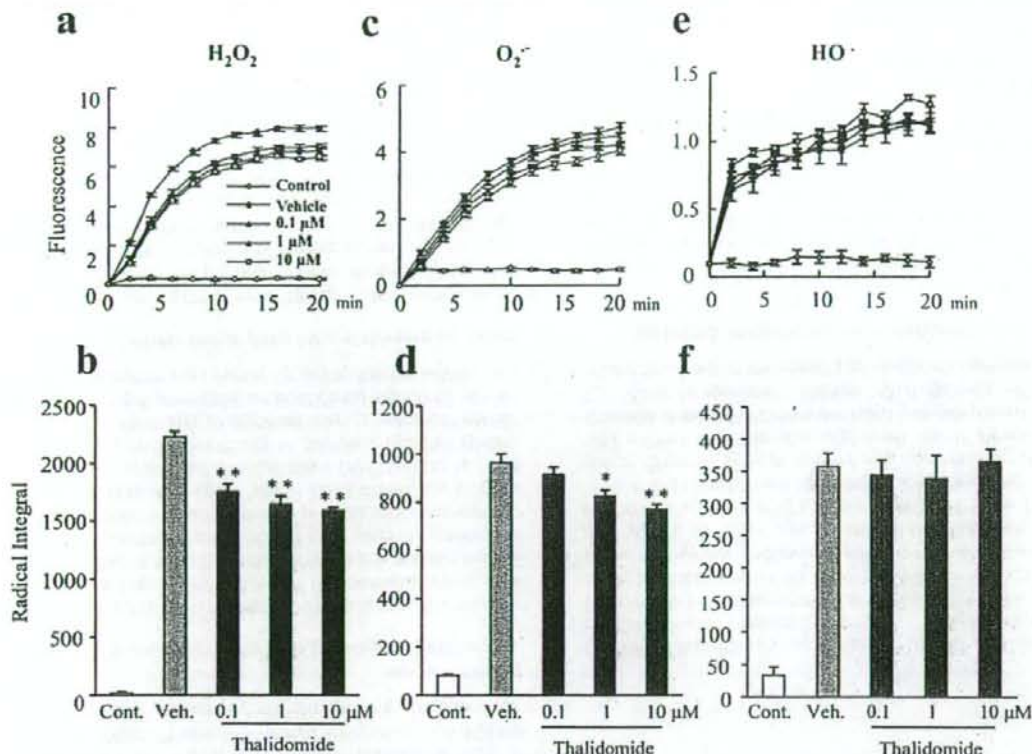 a
H₂O₂
Fluorescence
10
8
6
4
2
0
0 5 10 15 20 min
Control
Vehicle
0.1 µM
1 µM
10 µM
c
O₂·⁻
6
4
2
0
0 5 10 15 20 min
e
HO·
1.5
1.0
0.5
0
0 5 10 15 20 min
b
Radical Integral
2500
2000
1500
1000
500
0
** ** **
Cont. Veh. 0.1 1 10 µM
Thalidomide
d
1200
1000
800
600
400
200
0
* **
Cont. Veh. 0.1 1 10 µM
Thalidomide
f
450
400
350
300
250
200
150
100
50
0
Cont. Veh. 0.1 1 10 µM
Thalidomide